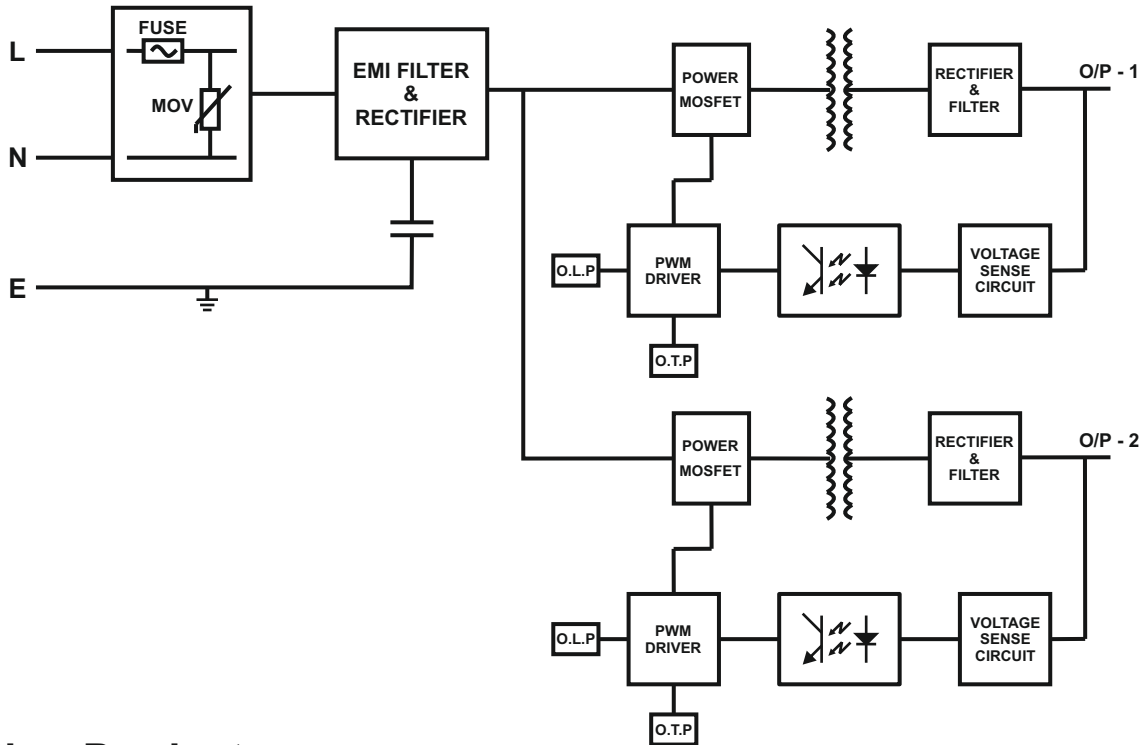 FUSE
L
MOV
N
E
EMI FILTER
&
RECTIFIER
POWER
MOSFET
RECTIFIER
&
FILTER
O/P - 1
O.L.P
PWM
DRIVER
VOLTAGE
SENSE
CIRCUIT
O.T.P
POWER
MOSFET
RECTIFIER
&
FILTER
O/P - 2
O.L.P
PWM
DRIVER
VOLTAGE
SENSE
CIRCUIT
O.T.P